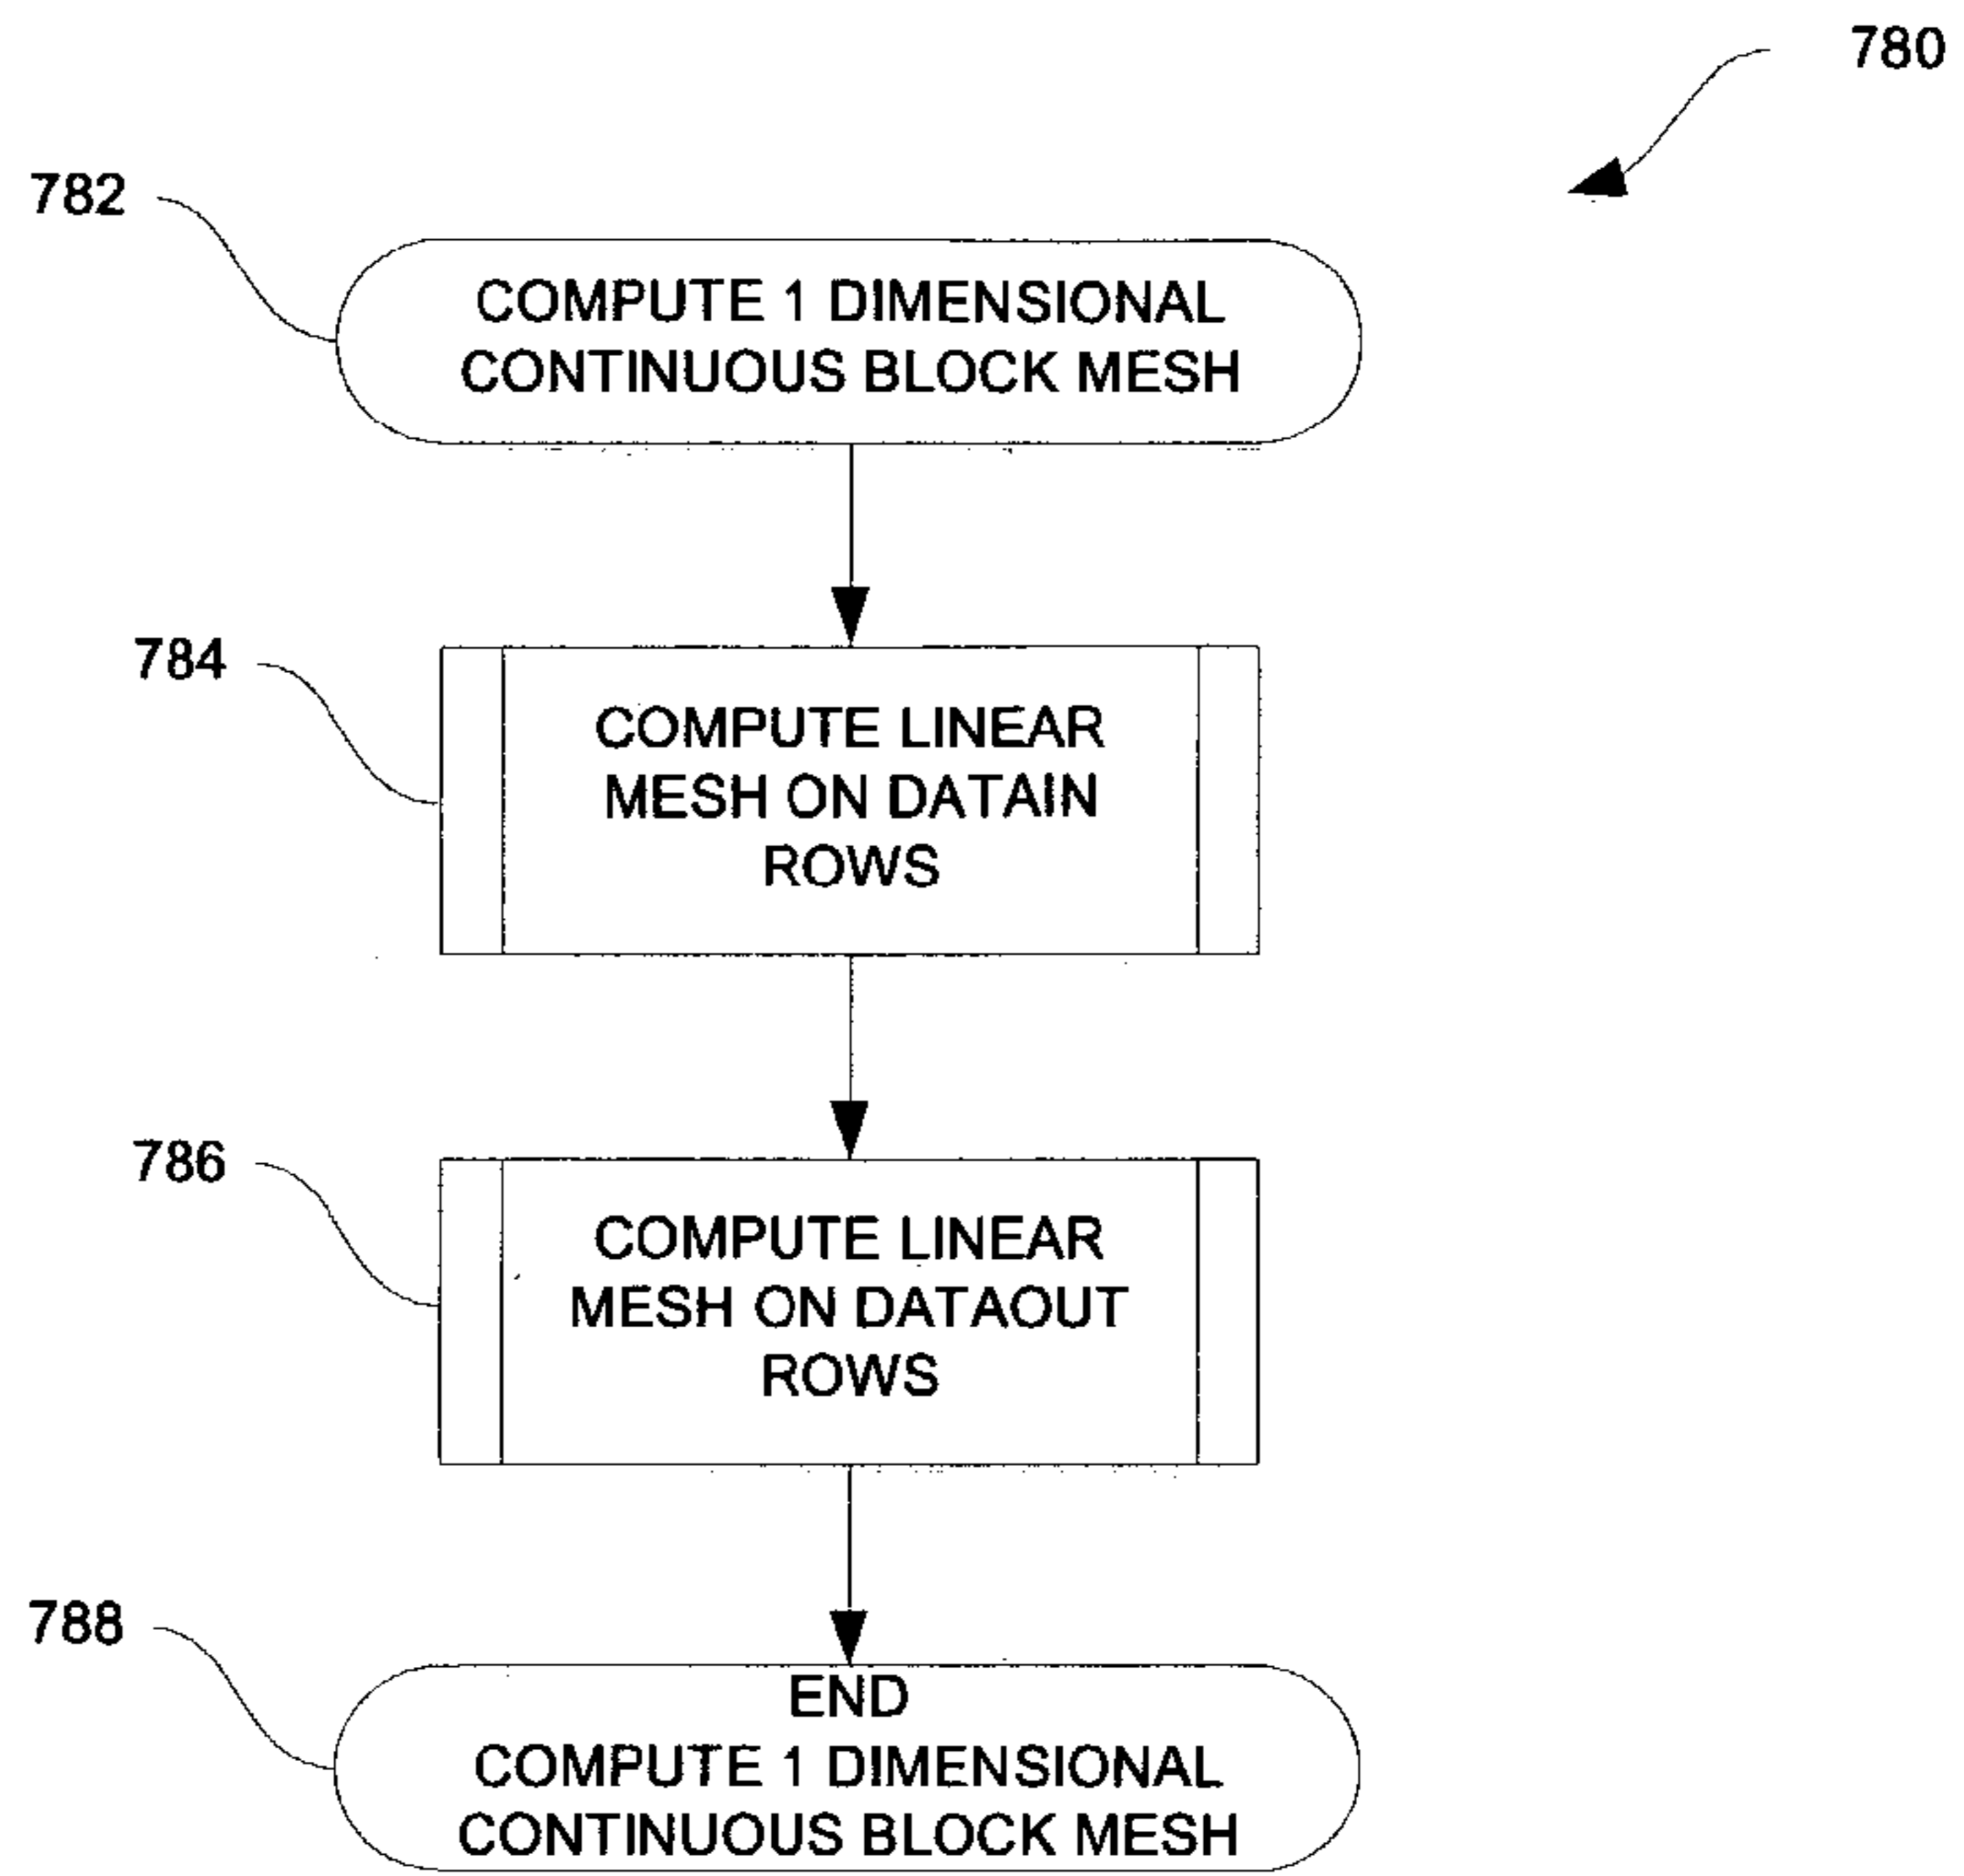 780
782
COMPUTE 1 DIMENSIONAL
CONTINUOUS BLOCK MESH
784
COMPUTE LINEAR
MESH ON DATAIN
ROWS
786
COMPUTE LINEAR
MESH ON DATAOUT
ROWS
788
END
COMPUTE 1 DIMENSIONAL
CONTINUOUS BLOCK MESH